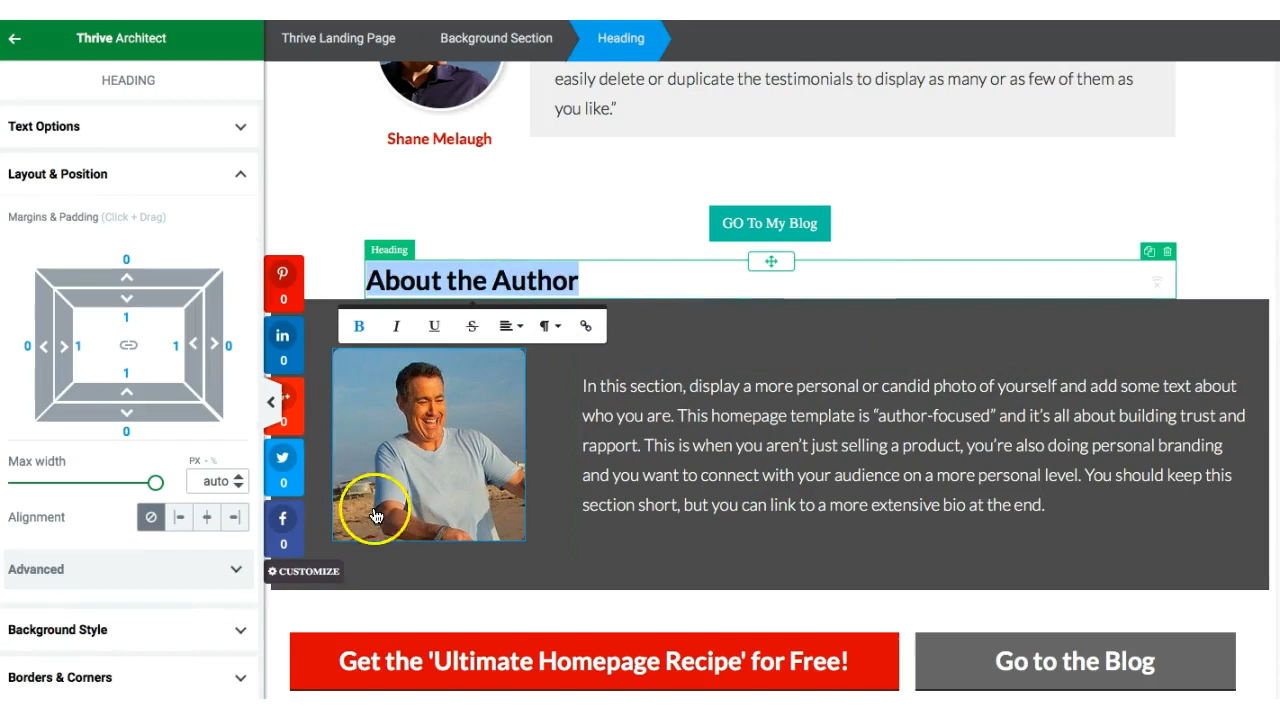 Thrive Architect
Thrive Landing Page
Background Section
Heading
HEADING
Text Options
Layout & Position
Margins & Padding (Click + Drag)
0
1
0
1
1
0
1
0
Max width
PX - %
auto
Alignment
Advanced
Background Style
Borders & Corners
easily delete or duplicate the testimonials to display as many or as few of them as
you like.”
Shane Melaugh
GO To My Blog
Heading
About the Author
B I U S
0
in
0
0
0
f
0
CUSTOMIZE
In this section, display a more personal or candid photo of yourself and add some text about
who you are. This homepage template is “author-focused” and it’s all about building trust and
rapport. This is when you aren’t just selling a product, you’re also doing personal branding
and you want to connect with your audience on a more personal level. You should keep this
section short, but you can link to a more extensive bio at the end.
Get the 'Ultimate Homepage Recipe' for Free!
Go to the Blog